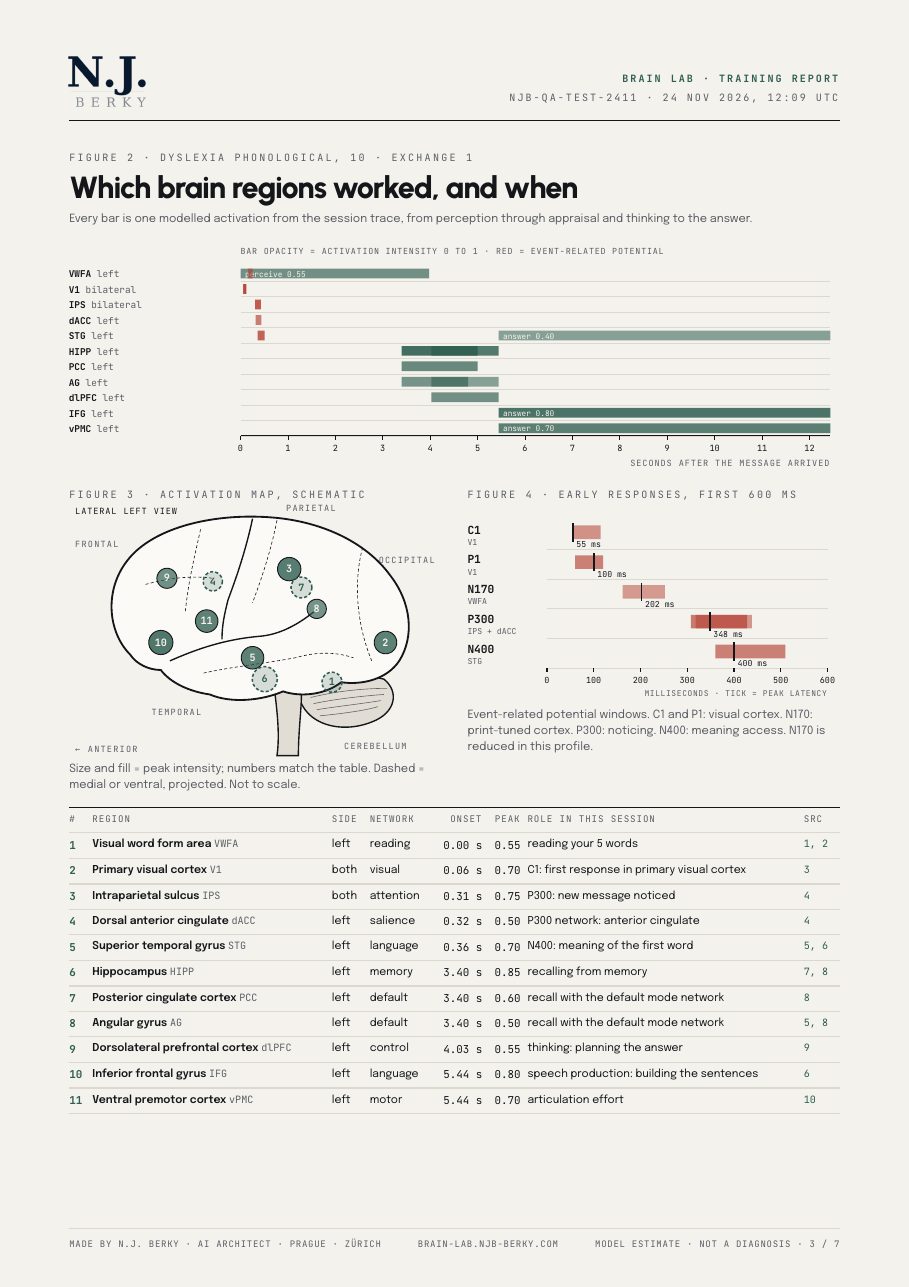 N.J.
BERKY
BRAIN LAB · TRAINING REPORT
NJB-QA-TEST-2411 · 24 NOV 2026, 12:09 UTC
FIGURE 2 · DYSLEXIA PHONOLOGICAL, 10 · EXCHANGE 1
Which brain regions worked, and when
Every bar is one modelled activation from the session trace, from perception through appraisal and thinking to the answer.
BAR OPACITY = ACTIVATION INTENSITY 0 TO 1 · RED = EVENT-RELATED POTENTIAL
VWFA left perceive 0.55
V1 bilateral
IPS bilateral
dACC left
STG left answer 0.40
HIPP left
PCC left
AG left
dlPFC left
IFG left answer 0.80
vPMC left answer 0.70
0 1 2 3 4 5 6 7 8 9 10 11 12
SECONDS AFTER THE MESSAGE ARRIVED
FIGURE 3 · ACTIVATION MAP, SCHEMATIC
LATERAL LEFT VIEW
PARIETAL
FRONTAL
OCCIPITAL
3
9 4 7
8
11
10 2
5
6 1
TEMPORAL
CEREBELLUM
← ANTERIOR
Size and fill = peak intensity; numbers match the table. Dashed =
medial or ventral, projected. Not to scale.
FIGURE 4 · EARLY RESPONSES, FIRST 600 MS
C1
V1
55 ms
P1
V1
100 ms
N170
VWFA
202 ms
P300
IPS + dACC
348 ms
N400
STG
400 ms
0 100 200 300 400 500 600
MILLISECONDS · TICK = PEAK LATENCY
Event-related potential windows. C1 and P1: visual cortex. N170:
print-tuned cortex. P300: noticing. N400: meaning access. N170 is
reduced in this profile.
# REGION SIDE NETWORK ONSET PEAK ROLE IN THIS SESSION SRC
1 Visual word form area VWFA left reading 0.00 s 0.55 reading your 5 words 1, 2
2 Primary visual cortex V1 both visual 0.06 s 0.70 C1: first response in primary visual cortex 3
3 Intraparietal sulcus IPS both attention 0.31 s 0.75 P300: new message noticed 4
4 Dorsal anterior cingulate dACC left salience 0.32 s 0.50 P300 network: anterior cingulate 4
5 Superior temporal gyrus STG left language 0.36 s 0.70 N400: meaning of the first word 5, 6
6 Hippocampus HIPP left memory 3.40 s 0.85 recalling from memory 7, 8
7 Posterior cingulate cortex PCC left default 3.40 s 0.60 recall with the default mode network 8
8 Angular gyrus AG left default 3.40 s 0.50 recall with the default mode network 5, 8
9 Dorsolateral prefrontal cortex dlPFC left control 4.03 s 0.55 thinking: planning the answer 9
10 Inferior frontal gyrus IFG left language 5.44 s 0.80 speech production: building the sentences 6
11 Ventral premotor cortex vPMC left motor 5.44 s 0.70 articulation effort 10
MADE BY N.J. BERKY · AI ARCHITECT · PRAGUE · ZÜRICH BRAIN-LAB.NJB-BERKY.COM MODEL ESTIMATE · NOT A DIAGNOSIS · 3 / 7